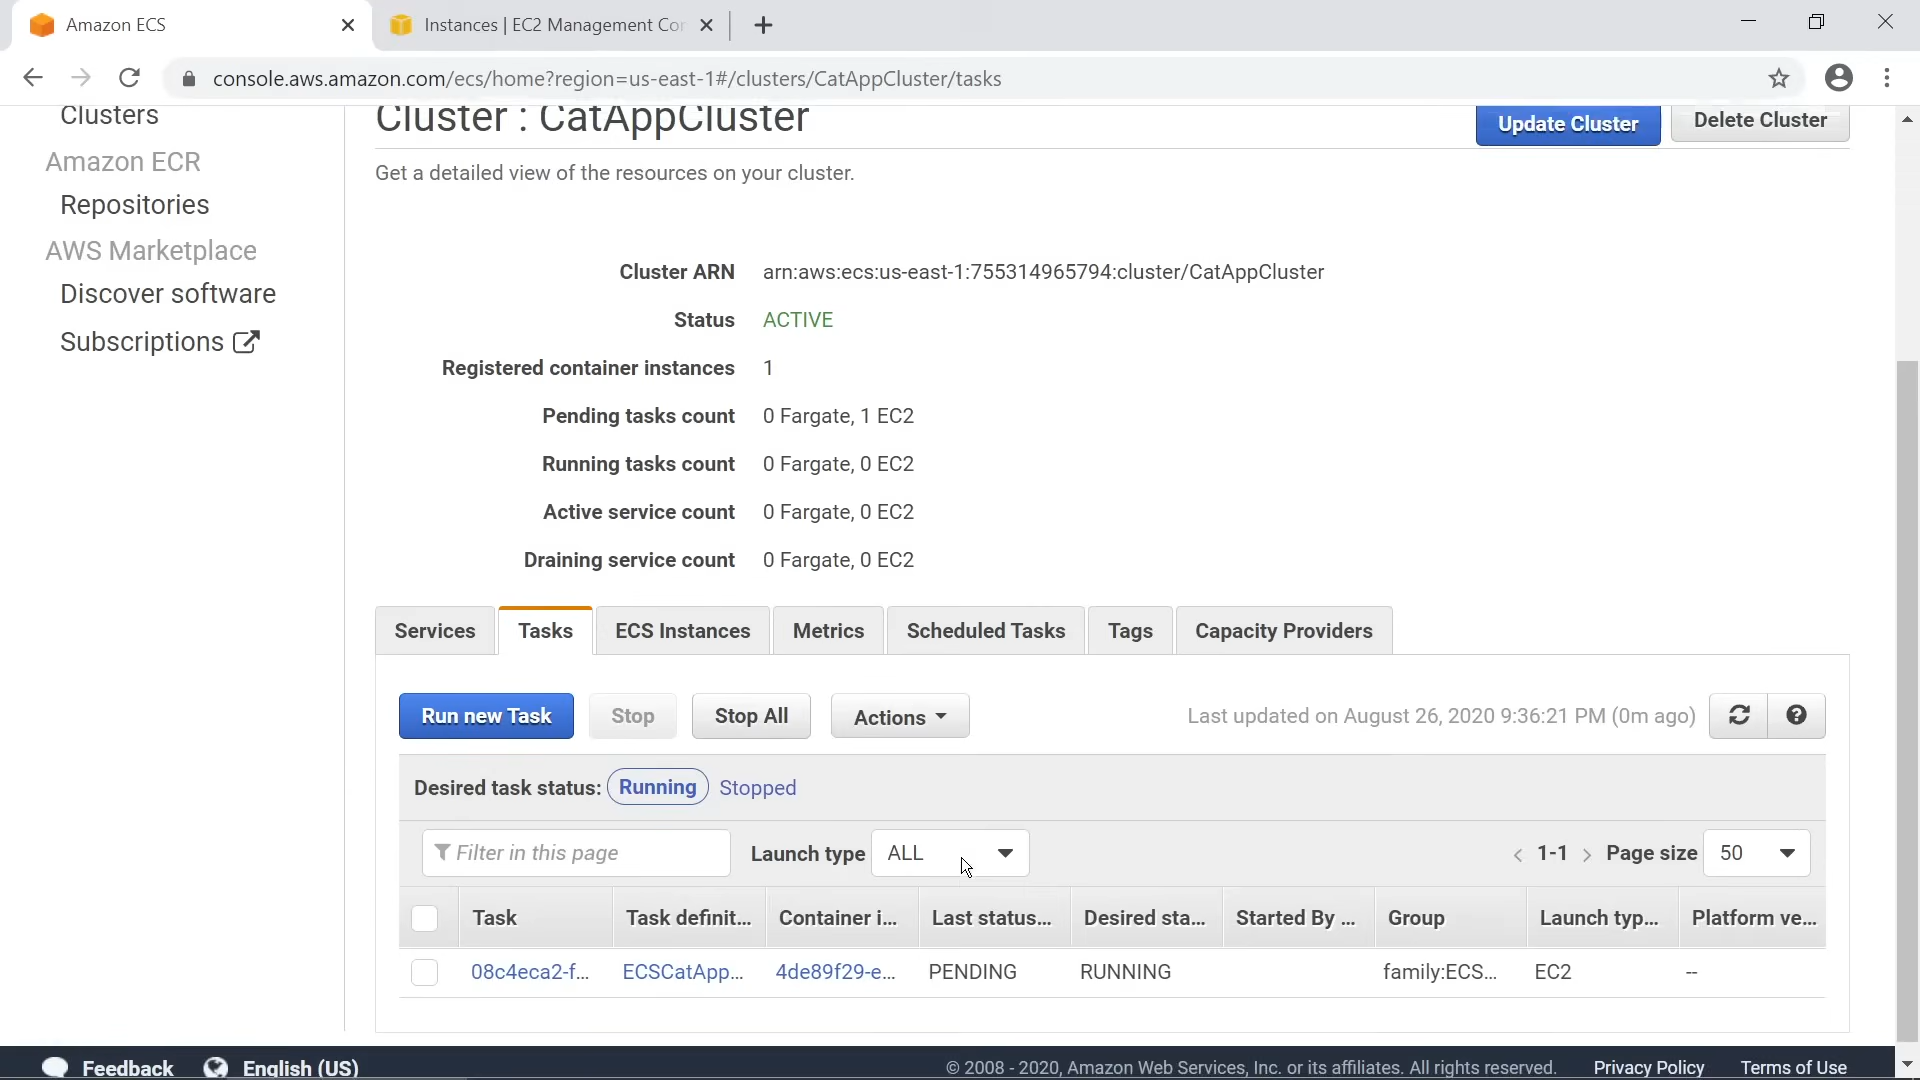 Amazon ECS
Instances | EC2 Management Co
console.aws.amazon.com/ecs/home?region=us-east-1#/clusters/CatAppCluster/tasks
Clusters
Amazon ECR
Repositories
AWS Marketplace
Discover software
Subscriptions
Cluster : CatAppCluster
Update Cluster
Delete Cluster
Get a detailed view of the resources on your cluster.
Cluster ARN arn:aws:ecs:us-east-1:755314965794:cluster/CatAppCluster
Status ACTIVE
Registered container instances 1
Pending tasks count 0 Fargate, 1 EC2
Running tasks count 0 Fargate, 0 EC2
Active service count 0 Fargate, 0 EC2
Draining service count 0 Fargate, 0 EC2
Services Tasks ECS Instances Metrics Scheduled Tasks Tags Capacity Providers
Run new Task Stop Stop All Actions Last updated on August 26, 2020 9:36:21 PM (0m ago)
Desired task status: Running Stopped
Filter in this page Launch type ALL < 1-1 > Page size 50
Task Task definit... Container i... Last status... Desired sta... Started By ... Group Launch typ... Platform ve...
08c4eca2-f... ECSCatApp... 4de89f29-e... PENDING RUNNING family:ECS... EC2 --
Feedback English (US) © 2008 - 2020, Amazon Web Services, Inc. or its affiliates. All rights reserved. Privacy Policy Terms of Use